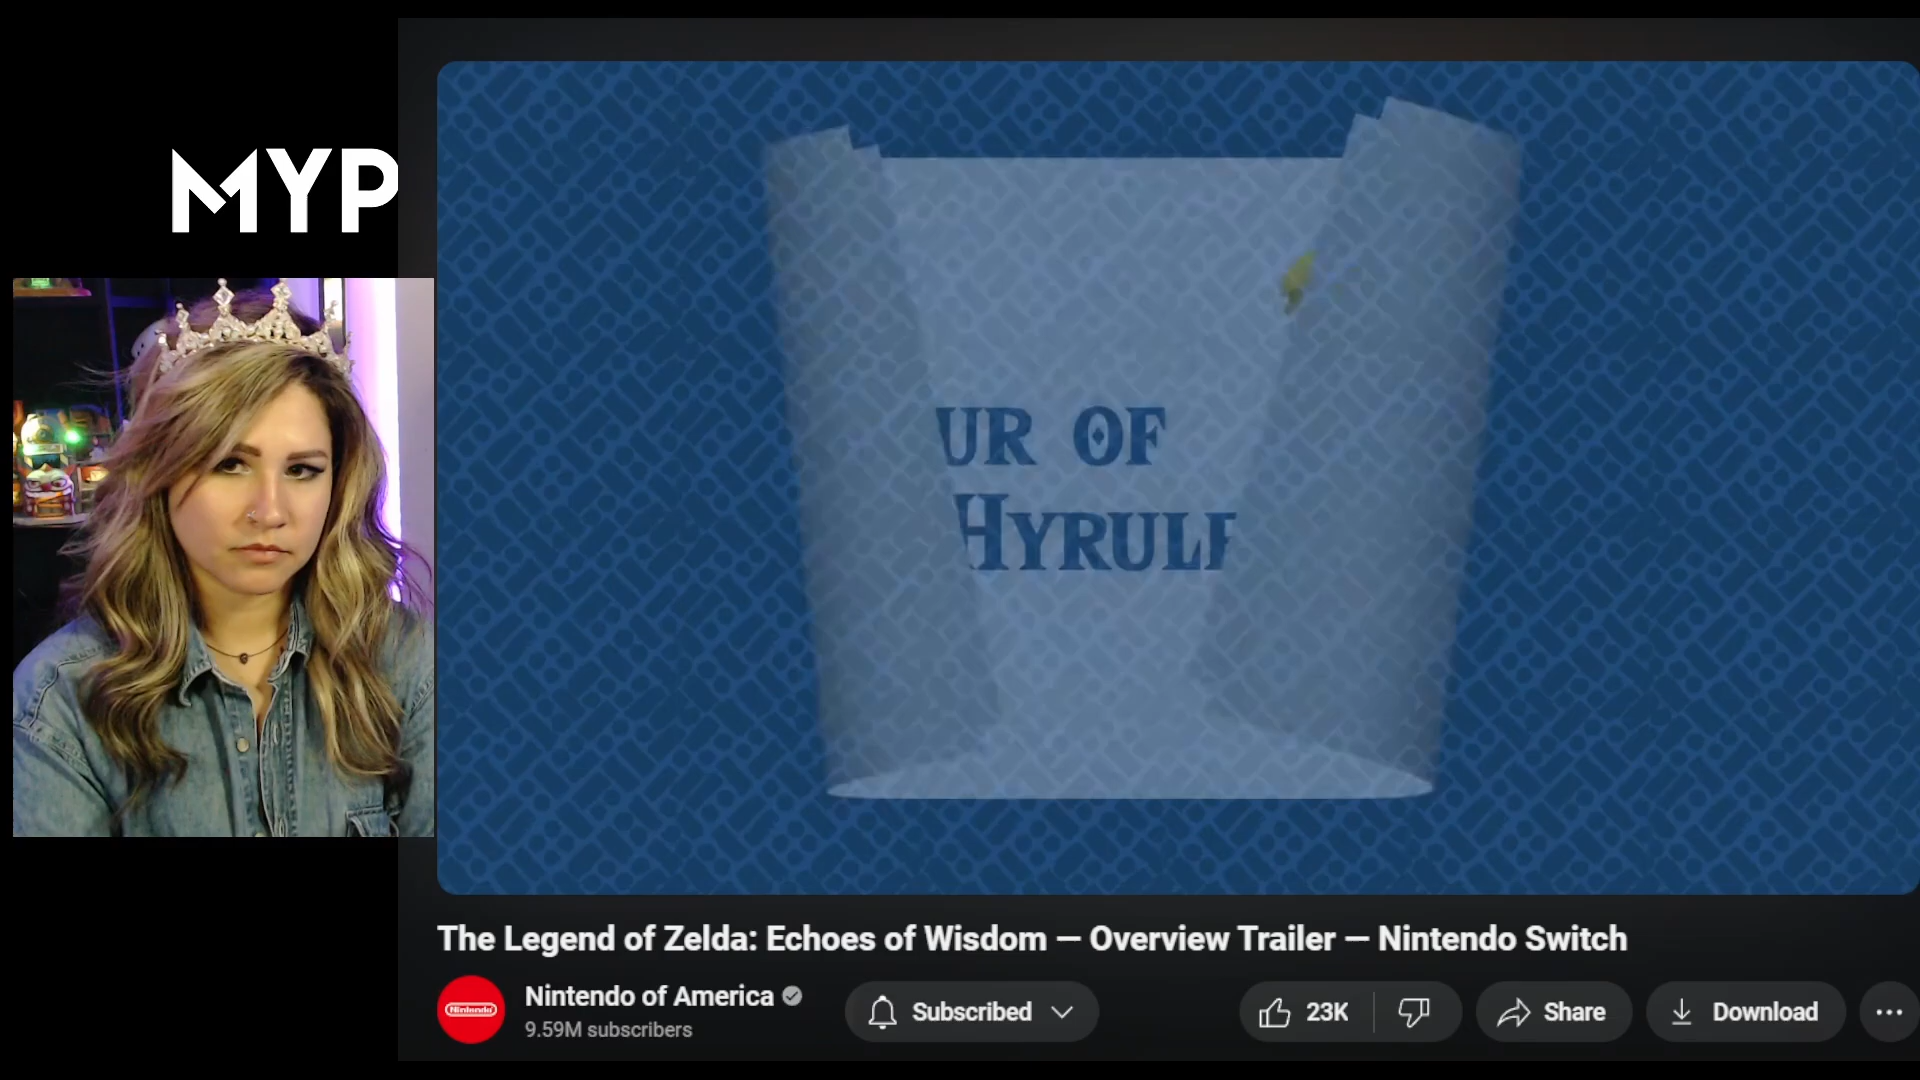 MYP
UR OF
HYRULE
The Legend of Zelda: Echoes of Wisdom — Overview Trailer — Nintendo Switch
Nintendo of America
Nintendo
9.59M subscribers
Subscribed
23K
Share
Download